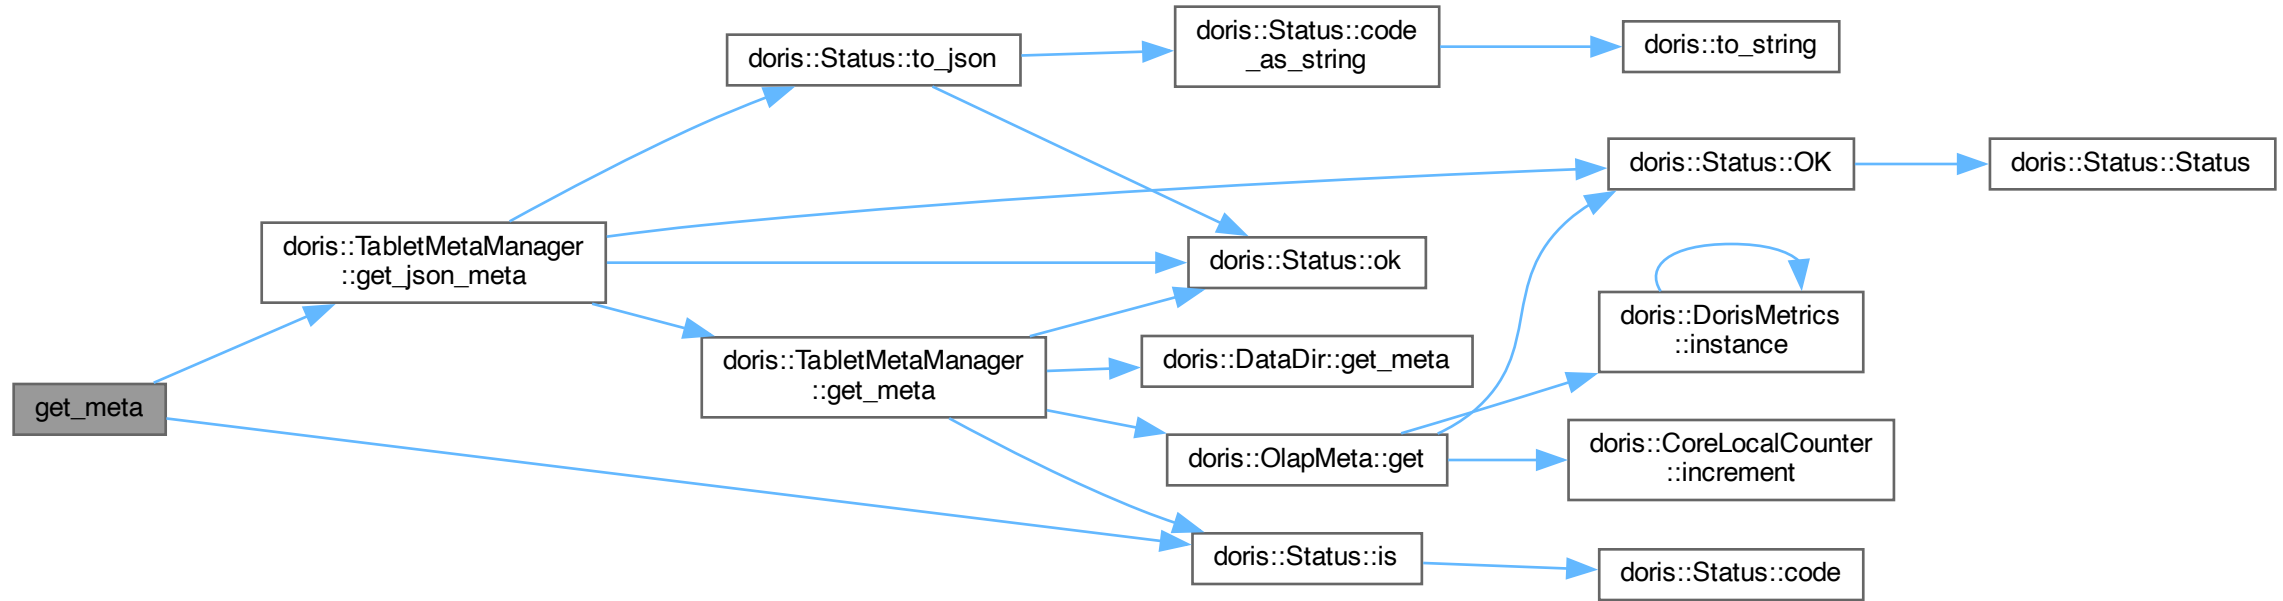 get_meta
doris::TabletMetaManager
::get_json_meta
doris::Status::to_json
doris::Status::code
_as_string
doris::to_string
doris::Status::OK
doris::Status::Status
doris::Status::ok
doris::TabletMetaManager
::get_meta
doris::DataDir::get_meta
doris::OlapMeta::get
doris::DorisMetrics
::instance
doris::CoreLocalCounter
::increment
doris::Status::is
doris::Status::code